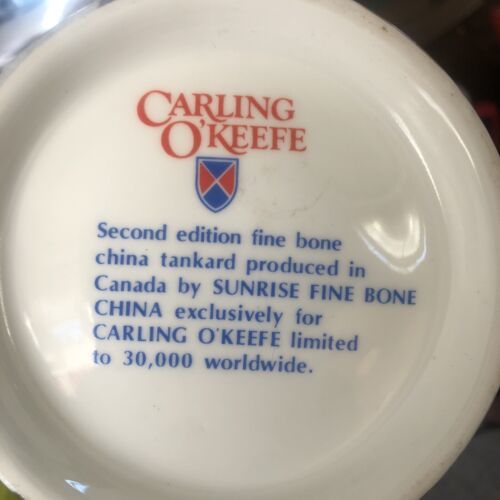 CARLING
O'KEEFE
Second edition fine bone
china tankard produced in
Canada by SUNRISE FINE BONE
CHINA exclusively for
CARLING O'KEEFE limited
to 30,000 worldwide.